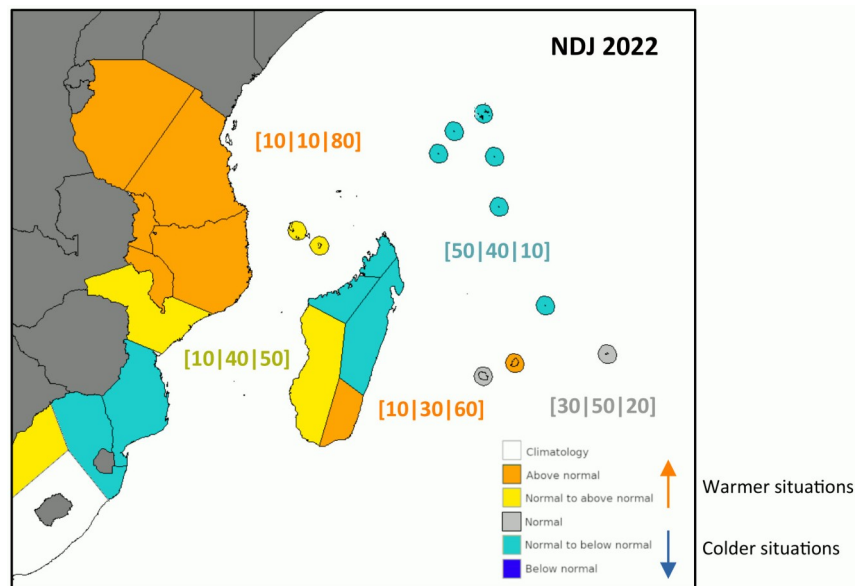 NDJ 2022
[10|10|80]
[50|40|10]
[10|40|50]
[10|30|60]
[30|50|20]
Climatology
Above normal
Normal to above normal
Normal
Normal to below normal
Below normal
Warmer situations
Colder situations